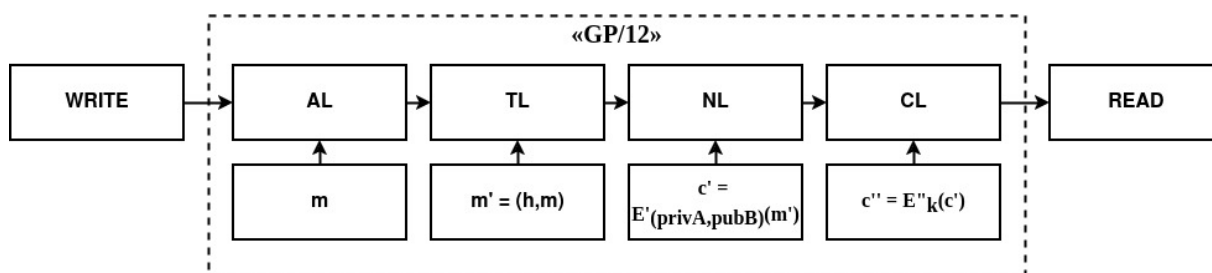 «GP/12»
WRITE
AL
TL
NL
CL
READ
m
m' = (h,m)
c' =
E'(privA,pubB)(m')
c'' = E''k(c')